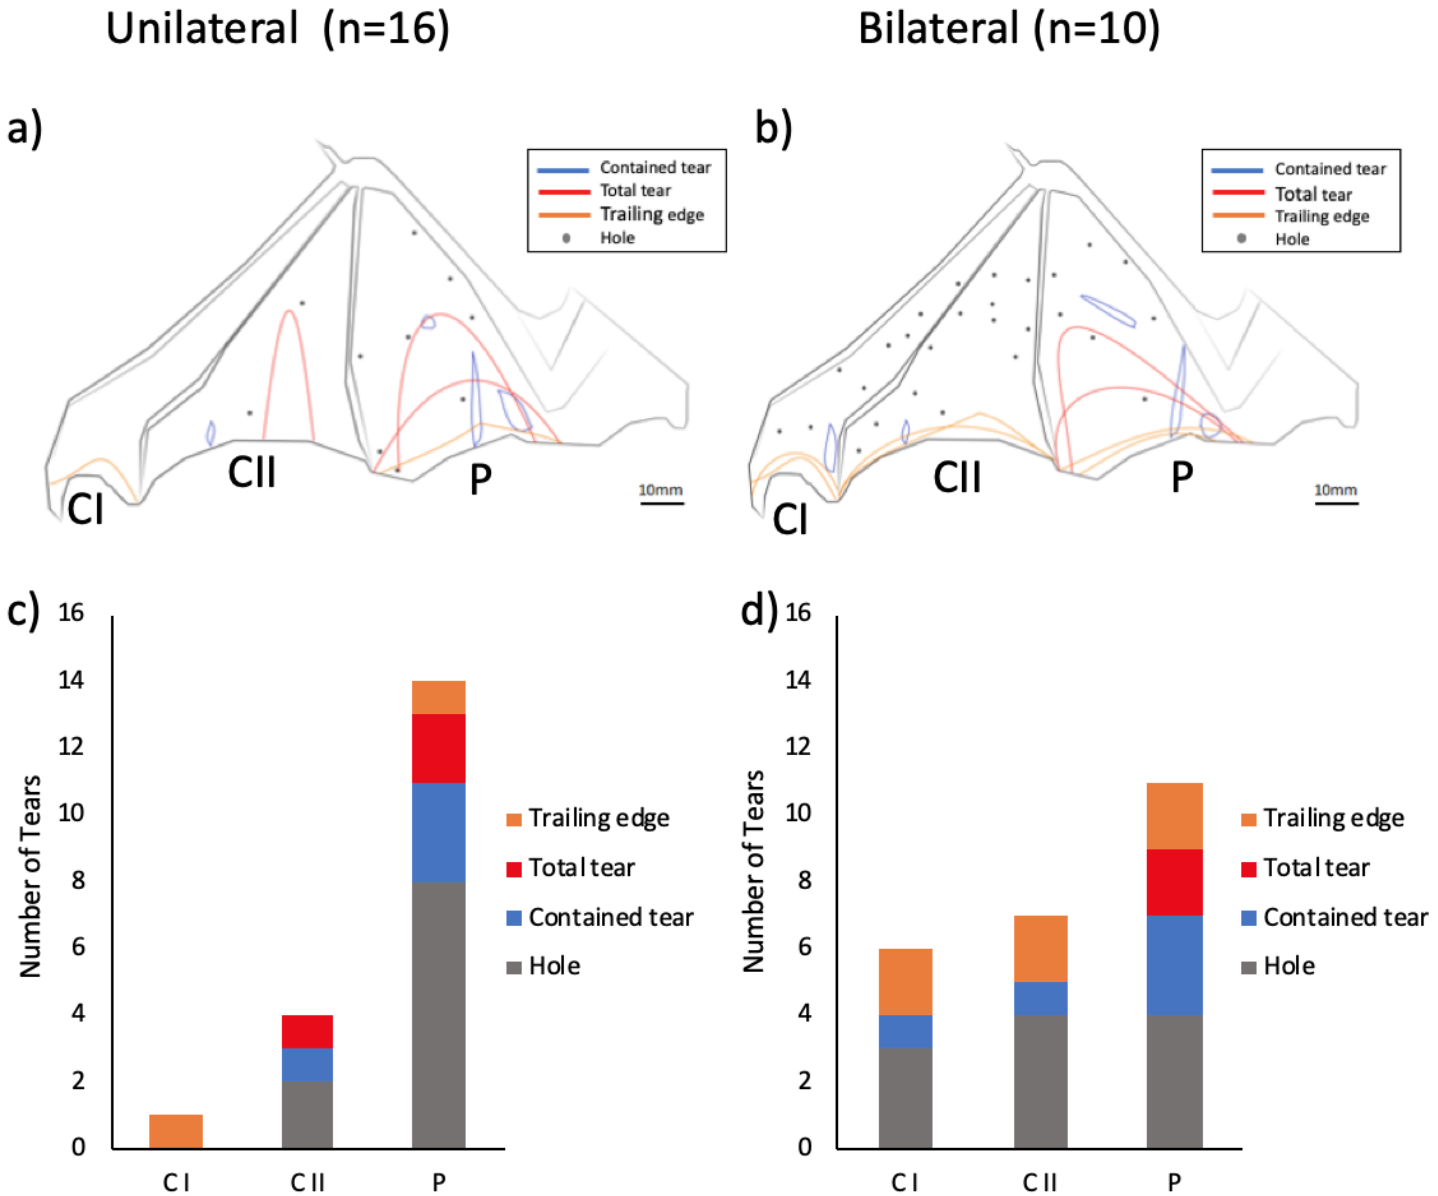 Unilateral (n=16)
Bilateral (n=10)
a)
Contained tear
Total tear
Trailing edge
Hole
CI
CII
P
10mm
b)
Contained tear
Total tear
Trailing edge
Hole
CI
CII
P
10mm
c)
Number of Tears
16
14
12
10
8
6
4
2
0
C I
C II
P
Trailing edge
Total tear
Contained tear
Hole
d)
Number of Tears
16
14
12
10
8
6
4
2
0
C I
C II
P
Trailing edge
Total tear
Contained tear
Hole